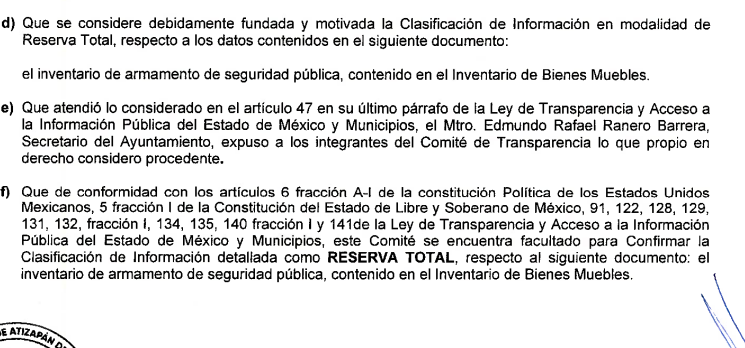 d) Que se considere debidamente fundada y motivada la Clasificación de Información en modalidad de
Reserva Total, respecto a los datos contenidos en el siguiente documento:
el inventario de armamento de seguridad pública, contenido en el Inventario de Bienes Muebles.
e) Que atendió lo considerado en el artículo 47 en su último párrafo de la Ley de Transparencia y Acceso a
la Información Pública del Estado de México y Municipios, el Mtro. Edmundo Rafael Ranero Barrera,
Secretario del Ayuntamiento, expuso a los integrantes del Comité de Transparencia lo que propio en
derecho considero procedente.
f) Que de conformidad con los artículos 6 fracción A-I de la constitución Política de los Estados Unidos
Mexicanos, 5 fracción I de la Constitución del Estado de Libre y Soberano de México, 91, 122, 128, 129,
131, 132, fracción I, 134, 135, 140 fracción I y 141de la Ley de Transparencia y Acceso a la Información
Pública del Estado de México y Municipios, este Comité se encuentra facultado para Confirmar la
Clasificación de Información detallada como RESERVA TOTAL, respecto al siguiente documento: el
inventario de armamento de seguridad pública, contenido en el Inventario de Bienes Muebles.
DE ATIZAPÁN